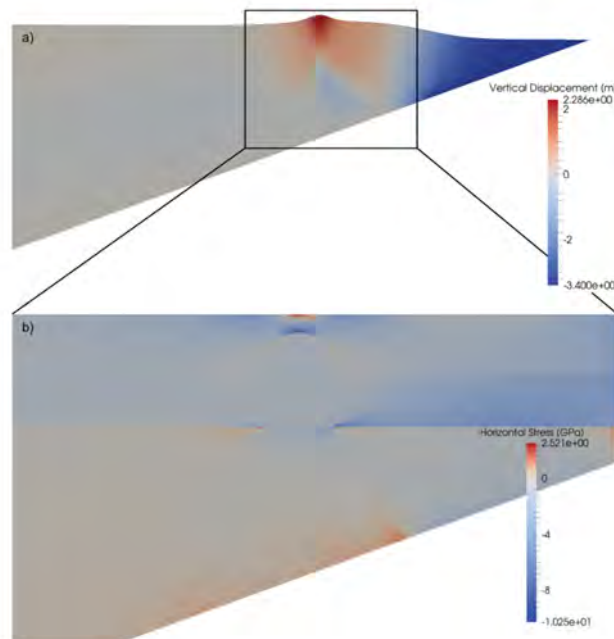 a)
Vertical Displacement (m
2.286e+00
0
-2
-3.400e+00
b)
Horizontal Stress (GPa)
2.521e+00
0
-4
-8
-1.025e+01